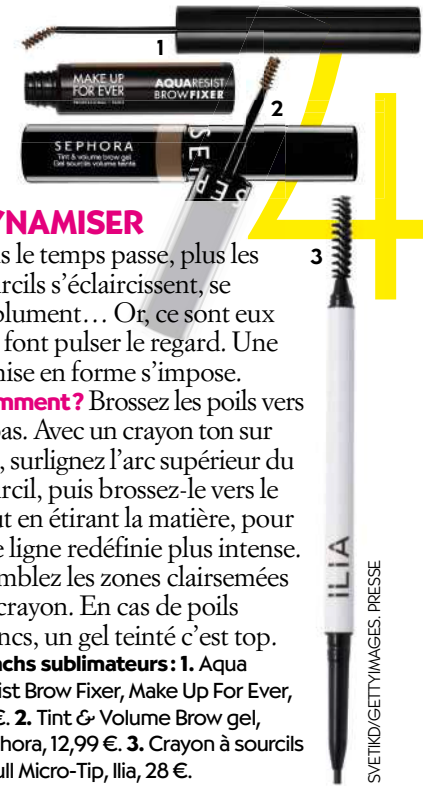 1
MAKE UP
FOR EVER
AQUARESIST
BROWFIXER
2
SEPHORA
Tint & volume brow gel
Gel sourcils volume teinté
4
3
YNAMISER
s le temps passe, plus les
rcils s'éclaircissent, se
plument… Or, ce sont eux
font pulser le regard. Une
ise en forme s'impose.
mment ? Brossez les poils vers
as. Avec un crayon ton sur
, surlignez l'arc supérieur du
rcil, puis brossez-le vers le
ut en étirant la matière, pour
e ligne redéfinie plus intense.
mblez les zones clairsemées
crayon. En cas de poils
ncs, un gel teinté c'est top.
achs sublimateurs : 1. Aqua
ist Brow Fixer, Make Up For Ever,
€. 2. Tint & Volume Brow gel,
hora, 12,99 €. 3. Crayon à sourcils
ull Micro-Tip, Ilia, 28 €.
ILIA
SVETIKD/GETTYIMAGES. PRESSE